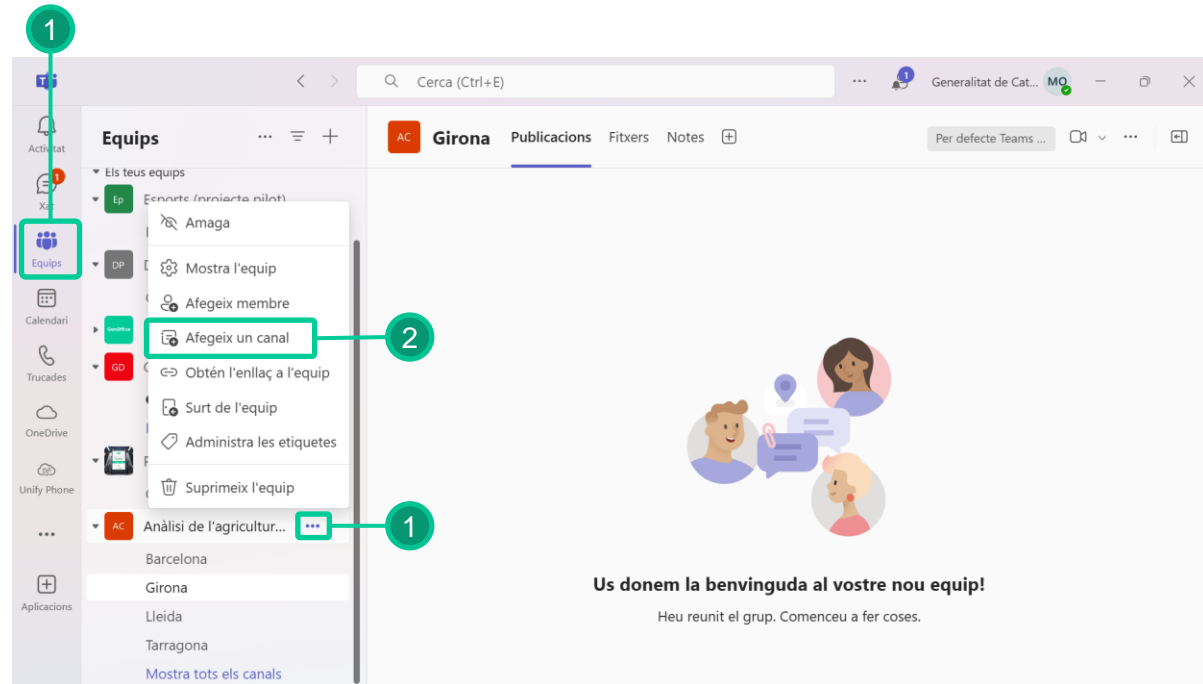 1
Cerca (Ctrl+E)
1
Generalitat de Cat...
MQ
Activitat
Equips
AC
Girona
Publicacions
Fitxers
Notes
Per defecte Teams ...
Els teus equips
1
Xat
Ep
Esports (projecte pilot)
Amaga
Equips
DP
Mostra l'equip
Afegeix membre
Calendari
Afegeix un canal
2
GD
Obtén l'enllaç a l'equip
Trucades
Surt de l'equip
OneDrive
Administra les etiquetes
Unify Phone
Suprimeix l'equip
AC
Anàlisi de l'agricultur...
1
Barcelona
Girona
Aplicacions
Lleida
Tarragona
Mostra tots els canals
Us donem la benvinguda al vostre nou equip!
Heu reunit el grup. Comenceu a fer coses.